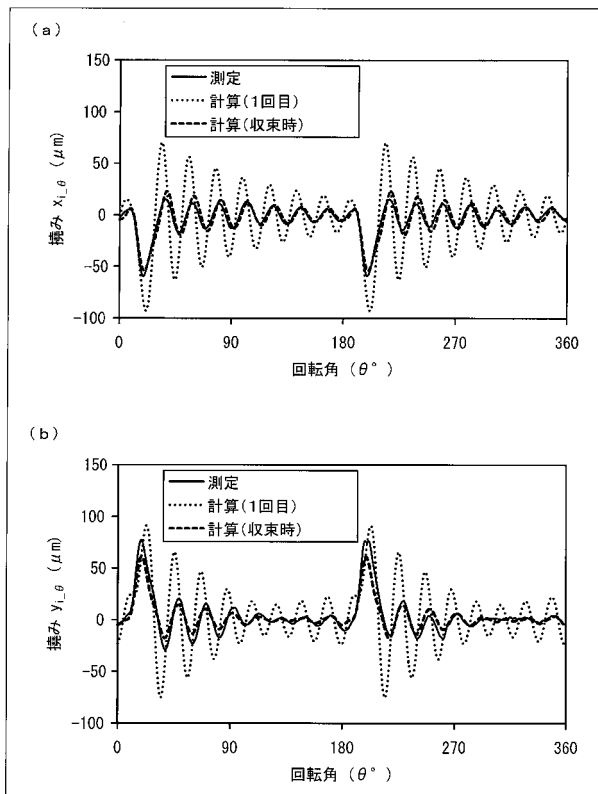 (a)
150
100
50
0
-50
-100
撓み xi_θ (μm)
測定
計算(1回目)
計算(収束時)
0 90 180 270 360
回転角(θ°)
(b)
150
100
50
0
-50
-100
撓み yi_θ (μm)
測定
計算(1回目)
計算(収束時)
0 90 180 270 360
回転角(θ°)